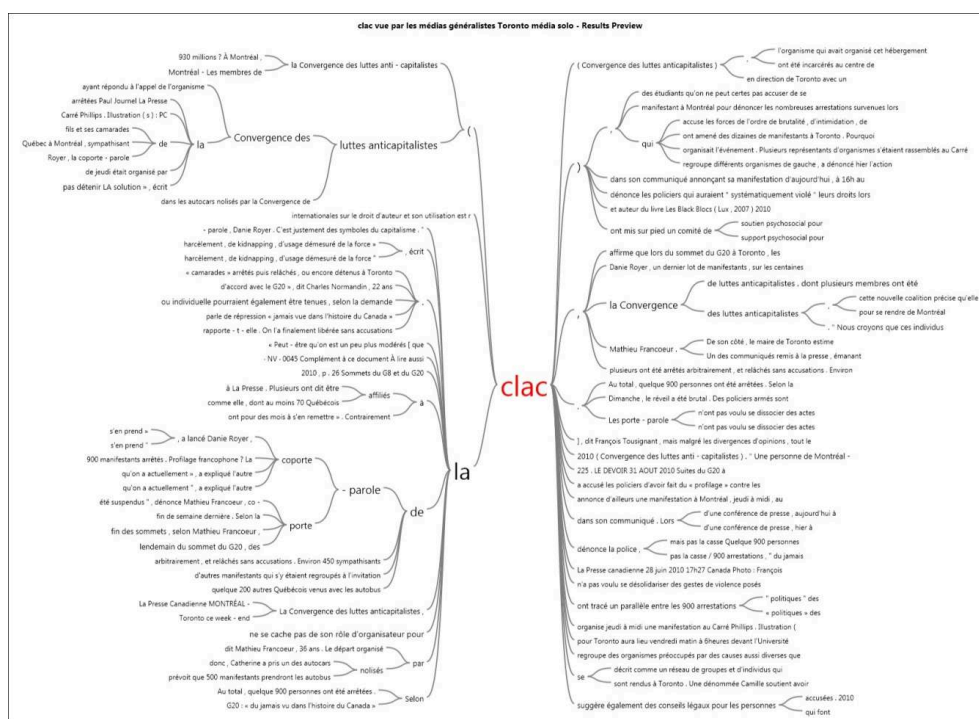 clac vue par les médias généralistes Toronto média solo - Results Preview
930 millions ? À Montréal ,
Montréal - Les membres de
la Convergence des luttes anti - capitalistes
(
ayant répondu à l'appel de l'organisme
arrêtées Paul Journet La Presse
Carré Phillips . Illustration ( s ) : PC
fils et ses camarades
Québec à Montréal , sympathisant
Royer , la coporte - parole
de
de jeudi était organisé par
pas détenir LA solution » , écrit
la
Convergence des
dans les autocars nolisés par la Convergence de
luttes anticapitalistes
internationales sur le droit d'auteur et son utilisation est r
- parole , Danie Royer . C'est justement des symboles du capitalisme . "
harcèlement , de kidnapping , d'usage démesuré de la force »
harcèlement , de kidnapping , d'usage démesuré de la force "
, écrit
« camarades » arrêtés puis relâchés , ou encore détenus à Toronto
d'accord avec le G20 » , dit Charles Normandin , 22 ans
ou individuelle pourraient également être tenues , selon la demande
parle de répression « jamais vue dans l'histoire du Canada »
rapporte - t - elle . On l'a finalement libérée sans accusations
.
« Peut - être qu'on est un peu plus modérés [ que
· NV - 0045 Complément à ce document À lire aussi
2010 , p . 26 Sommets du G8 et du G20
à La Presse . Plusieurs ont dit être
comme elle , dont au moins 70 Québécois
affiliés
ont pour des mois à s'en remettre » . Contrairement
à
s'en prend »
s'en prend "
, a lancé Danie Royer ,
900 manifestants arrêtés . Profilage francophone ? La
qu'on a actuellement » , a expliqué l'autre
qu'on a actuellement " , a expliqué l'autre
coporte
été suspendus " , dénonce Mathieu Francoeur , co -
fin de semaine dernière . Selon la
fin des sommets , selon Mathieu Francoeur ,
lendemain du sommet du G20 , des
porte
- parole
arbitrairement , et relâchés sans accusations . Environ 450 sympathisants
d'autres manifestants qui s'y étaient regroupés à l'invitation
quelque 200 autres Québécois venus avec les autobus
de
La Presse Canadienne MONTRÉAL -
Toronto ce week - end
La Convergence des luttes anticapitalistes ,
ne se cache pas de son rôle d'organisateur pour
dit Mathieu Francoeur , 36 ans . Le départ organisé
donc , Catherine a pris un des autocars
prévoit que 500 manifestants prendront les autobus
nolisés
par
Au total , quelque 900 personnes ont été arrêtées .
G20 : « du jamais vu dans l'histoire du Canada »
Selon
la
clac
( Convergence des luttes anticapitalistes )
,
l'organisme qui avait organisé cet hébergement
ont été incarcérés au centre de
en direction de Toronto avec un
)
,
des étudiants qu'on ne peut certes pas accuser de se
manifestant à Montréal pour dénoncer les nombreuses arrestations survenues lors
qui
accuse les forces de l'ordre de brutalité , d'intimidation , de
ont amené des dizaines de manifestants à Toronto . Pourquoi
organisait l'événement . Plusieurs représentants d'organismes s'étaient rassemblés au Carré
regroupe différents organismes de gauche , a dénoncé hier l'action
dans son communiqué annonçant sa manifestation d'aujourd'hui , à 16h au
dénonce les policiers qui auraient " systématiquement violé " leurs droits lors
et auteur du livre Les Black Blocs ( Lux , 2007 ) 2010
ont mis sur pied un comité de
soutien psychosocial pour
support psychosocial pour
,
affirme que lors du sommet du G20 à Toronto , les
Danie Royer , un dernier lot de manifestants , sur les centaines
la Convergence
de luttes anticapitalistes . dont plusieurs membres ont été
des luttes anticapitalistes
,
cette nouvelle coalition précise qu'elle
pour se rendre de Montréal
. " Nous croyons que ces individus
Mathieu Francoeur .
De son côté , le maire de Toronto estime
Un des communiqués remis à la presse , émanant
plusieurs ont été arrêtés arbitrairement , et relâchés sans accusations . Environ
.
Au total , quelque 900 personnes ont été arrêtées . Selon la
Dimanche , le réveil a été brutal . Des policiers armés sont
Les porte - parole
n'ont pas voulu se dissocier des actes
n'ont pas voulu se dissocier des actes
] , dit François Tousignant , mais malgré les divergences d'opinions , tout le
2010 ( Convergence des luttes anti - capitalistes ) . " Une personne de Montréal -
225 . LE DEVOIR 31 AOUT 2010 Suites du G20 à
a accusé les policiers d'avoir fait du « profilage » contre les
annonce d'ailleurs une manifestation à Montréal , jeudi à midi , au
dans son communiqué . Lors
d'une conférence de presse , aujourd'hui à
d'une conférence de presse , hier à
dénonce la police ,
mais pas la casse Quelque 900 personnes
pas la casse / 900 arrestations , " du jamais
La Presse canadienne 28 juin 2010 17h27 Canada Photo : François
n'a pas voulu se désolidariser des gestes de violence posés
ont tracé un parallèle entre les 900 arrestations
" politiques " des
« politiques » des
organise jeudi à midi une manifestation au Carré Phillips . Illustration (
pour Toronto aura lieu vendredi matin à 6heures devant l'Université
regroupe des organismes préoccupés par des causes aussi diverses que
se
décrit comme un réseau de groupes et d'individus qui
sont rendus à Toronto . Une dénommée Camille soutient avoir
suggère également des conseils légaux pour les personnes
accusées . 2010
qui font